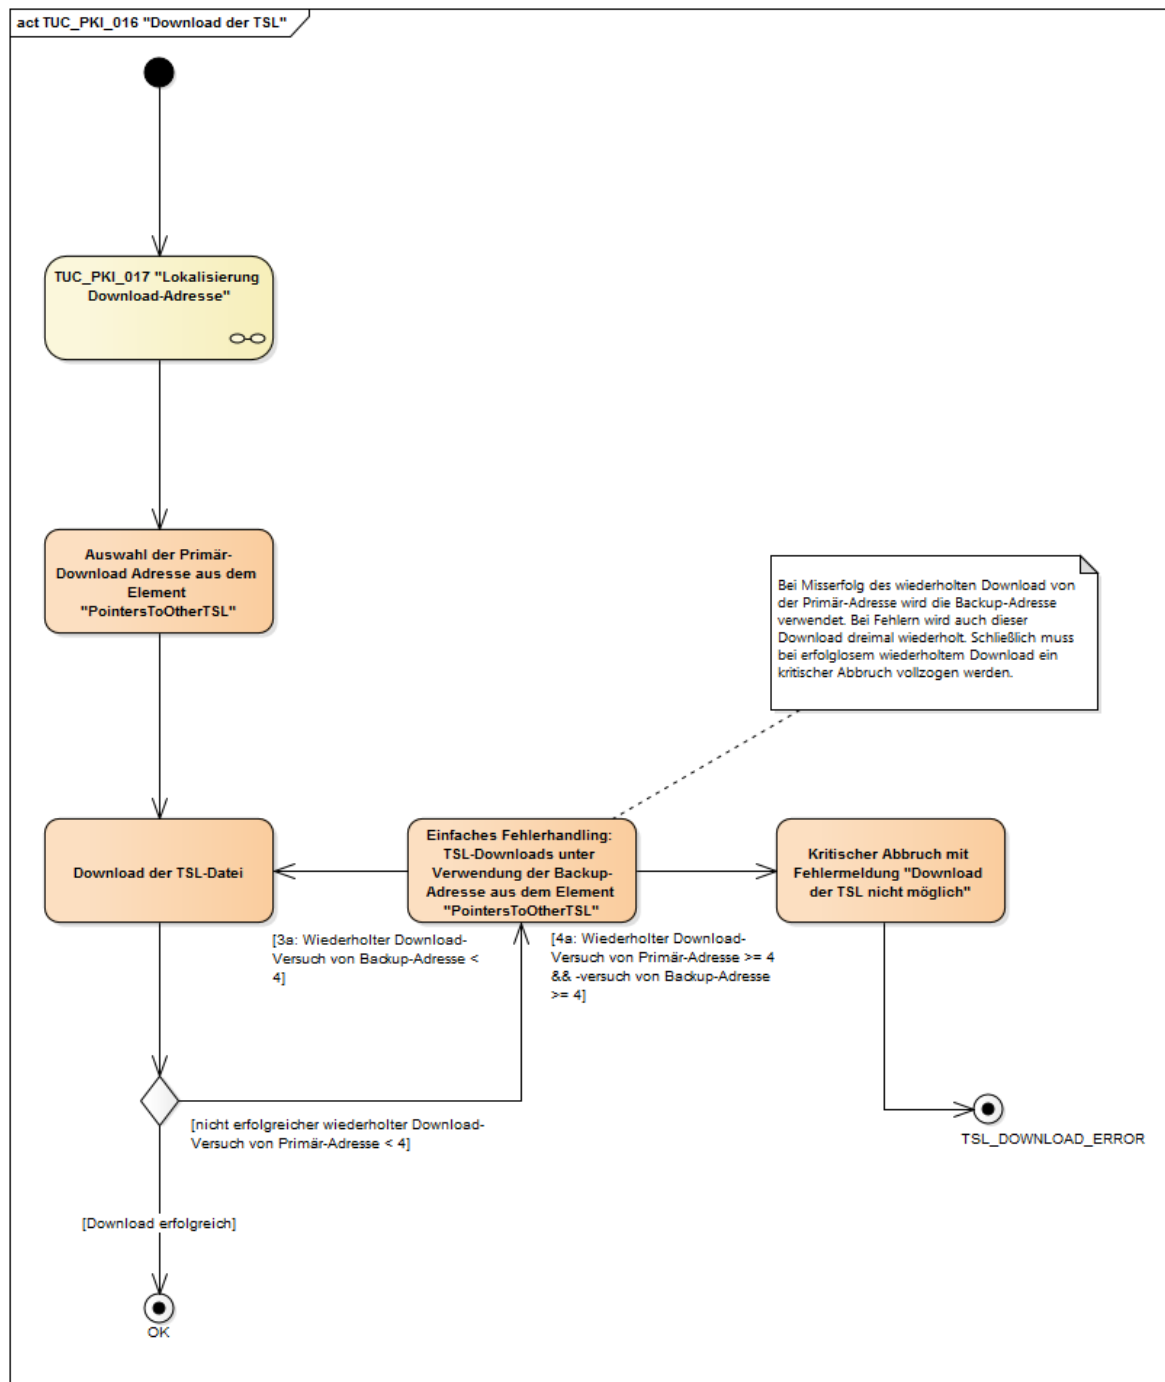 act TUC_PKI_016 "Download der TSL"
TUC_PKI_017 "Lokalisierung
Download-Adresse"
Auswahl der Primär-
Download Adresse aus dem
Element
"PointersToOtherTSL"
Bei Misserfolg des wiederholten Download von
der Primär-Adresse wird die Backup-Adresse
verwendet. Bei Fehlern wird auch dieser
Download dreimal wiederholt. Schließlich muss
bei erfolglosem wiederholtem Download ein
kritischer Abbruch vollzogen werden.
Download der TSL-Datei
Einfaches Fehlerhandling:
TSL-Downloads unter
Verwendung der Backup-
Adresse aus dem Element
"PointersToOtherTSL"
Kritischer Abbruch mit
Fehlermeldung "Download
der TSL nicht möglich"
[3a: Wiederholter Download-
Versuch von Backup-Adresse <
4]
[4a: Wiederholter Download-
Versuch von Primär-Adresse >= 4
&& -versuch von Backup-Adresse
>= 4]
[nicht erfolgreicher wiederholter Download-
Versuch von Primär-Adresse < 4]
TSL_DOWNLOAD_ERROR
[Download erfolgreich]
OK